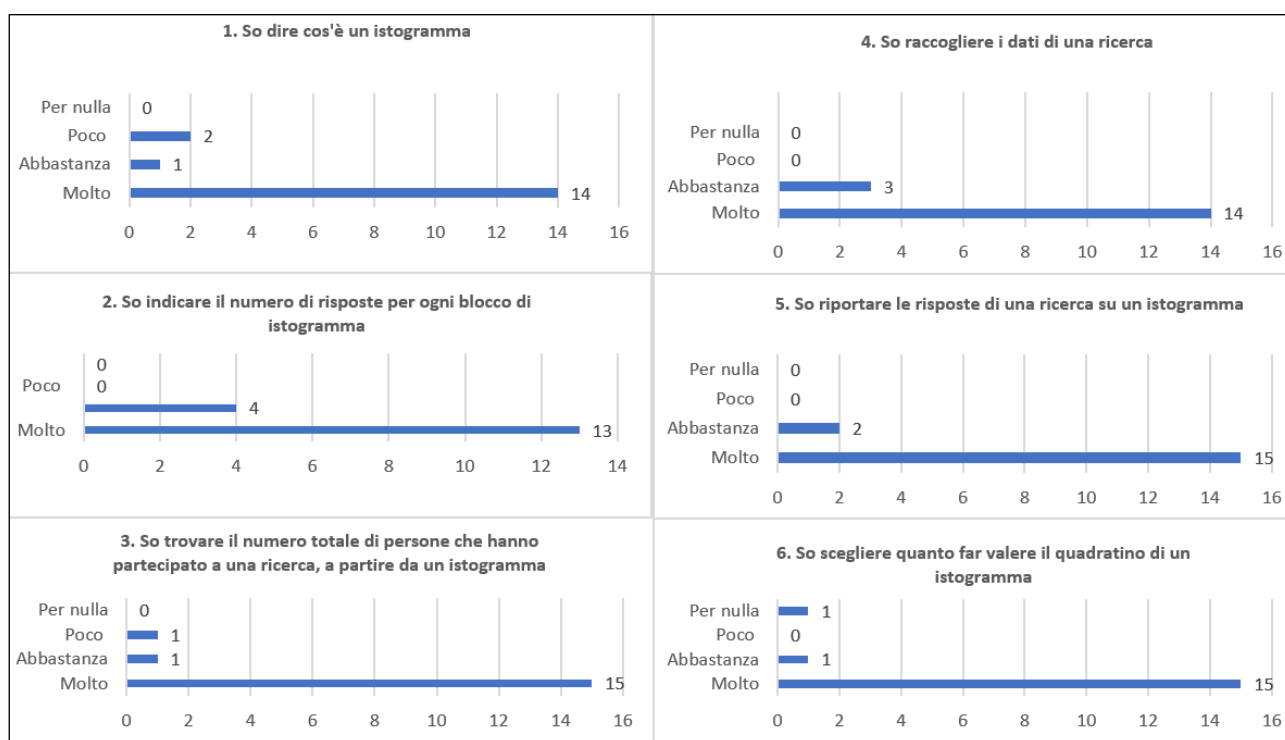 1. So dire cos'è un istogramma
Per nulla 0
Poco 2
Abbastanza 1
Molto 14
0 2 4 6 8 10 12 14 16
2. So indicare il numero di risposte per ogni blocco di
istogramma
0
Poco 0
4
Molto 13
0 2 4 6 8 10 12 14
3. So trovare il numero totale di persone che hanno
partecipato a una ricerca, a partire da un istogramma
Per nulla 0
Poco 1
Abbastanza 1
Molto 15
0 2 4 6 8 10 12 14 16
4. So raccogliere i dati di una ricerca
Per nulla 0
Poco 0
Abbastanza 3
Molto 14
0 2 4 6 8 10 12 14 16
5. So riportare le risposte di una ricerca su un istogramma
Per nulla 0
Poco 0
Abbastanza 2
Molto 15
0 2 4 6 8 10 12 14 16
6. So scegliere quanto far valere il quadratino di un
istogramma
Per nulla 1
Poco 0
Abbastanza 1
Molto 15
0 2 4 6 8 10 12 14 16